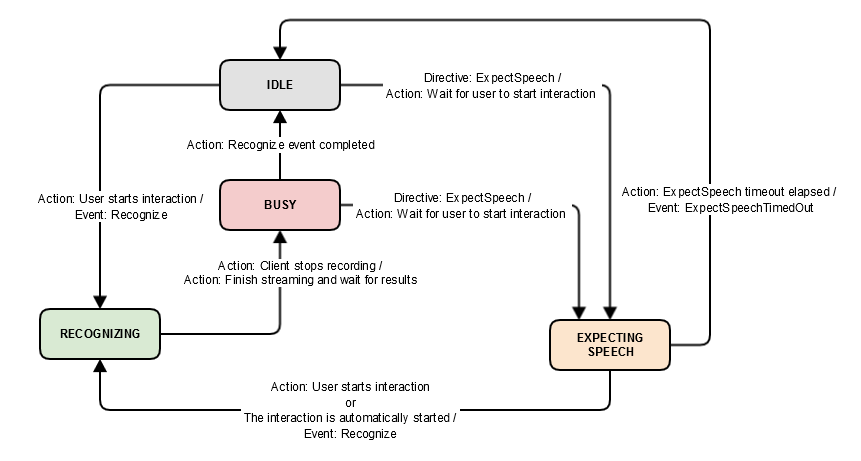 IDLE
Directive: ExpectSpeech /
Action: Wait for user to start interaction
Action: Recognize event completed
BUSY
Directive: ExpectSpeech /
Action: Wait for user to start interaction
Action: User starts interaction /
Event: Recognize
Action: ExpectSpeech timeout elapsed /
Event: ExpectSpeechTimedOut
Action: Client stops recording /
Action: Finish streaming and wait for results
RECOGNIZING
EXPECTING
SPEECH
Action: User starts interaction
or
The interaction is automatically started /
Event: Recognize